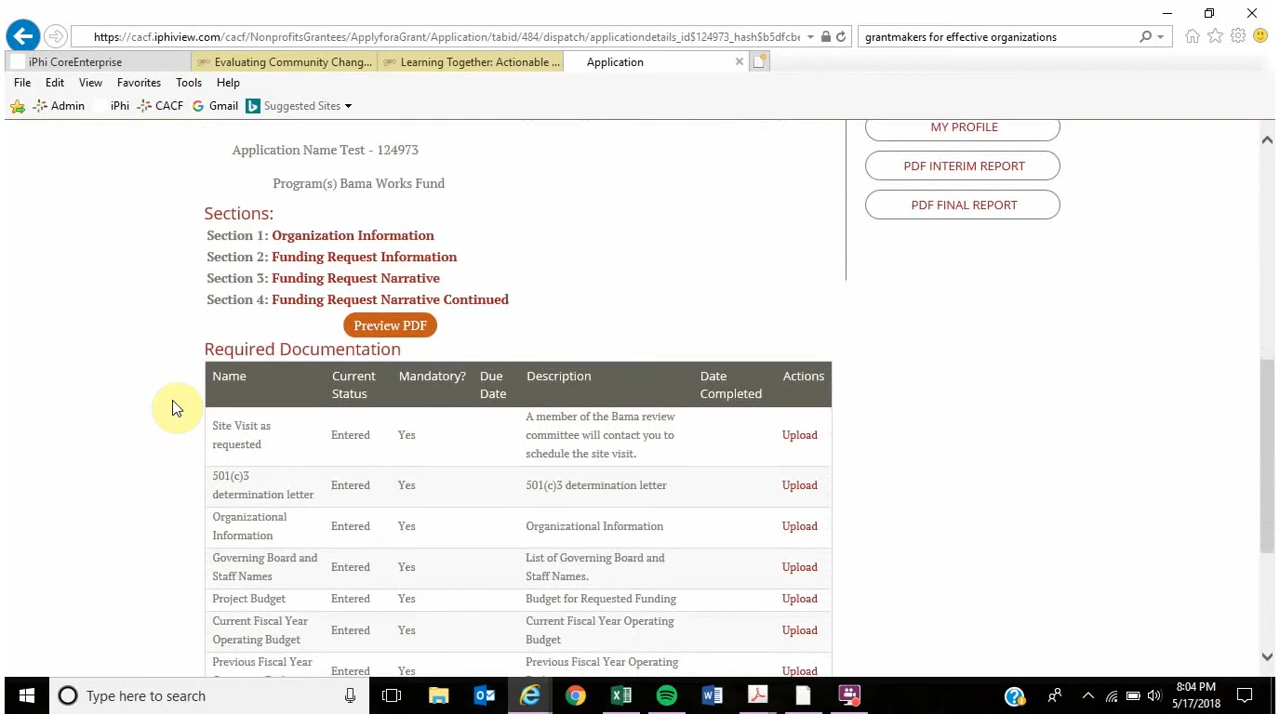 https://cacf.iphiview.com/cacf/NonprofitsGrantees/ApplyforaGrant/Application/tabid/484/dispatch/applicationdetails_id$124973_hash$b5dfcbe
grantmakers for effective organizations
iPhi CoreEnterprise
Evaluating Community Chang...
Learning Together: Actionable ...
Application
File Edit View Favorites Tools Help
Admin iPhi CACF Gmail Suggested Sites
MY PROFILE
PDF INTERIM REPORT
PDF FINAL REPORT
Application Name Test - 124973
Program(s) Bama Works Fund
Sections:
Section 1: Organization Information
Section 2: Funding Request Information
Section 3: Funding Request Narrative
Section 4: Funding Request Narrative Continued
Preview PDF
Required Documentation
Name Current Status Mandatory? Due Date Description Date Completed Actions
Site Visit as requested Entered Yes A member of the Bama review committee will contact you to schedule the site visit. Upload
501(c)3 determination letter Entered Yes 501(c)3 determination letter Upload
Organizational Information Entered Yes Organizational Information Upload
Governing Board and Staff Names Entered Yes List of Governing Board and Staff Names. Upload
Project Budget Entered Yes Budget for Requested Funding Upload
Current Fiscal Year Operating Budget Entered Yes Current Fiscal Year Operating Budget Upload
Previous Fiscal Year Entered Yes Previous Fiscal Year Operating Upload
Type here to search
8:04 PM
5/17/2018